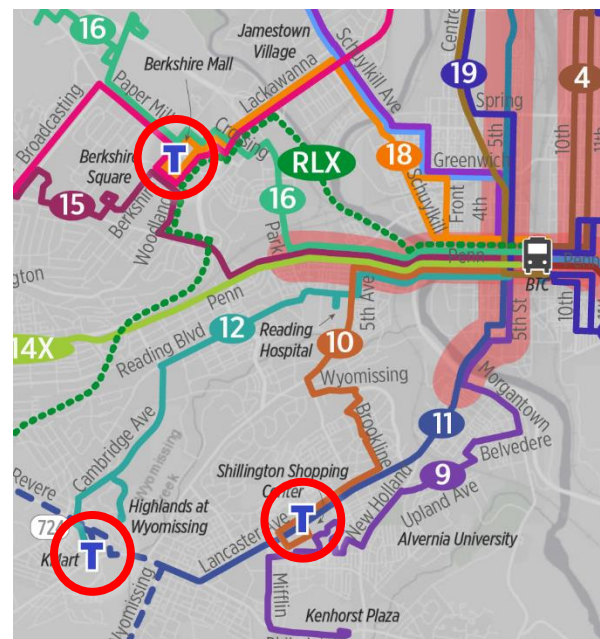 16
Jamestown
Village
Centre
19
4
Berkshire Mall
Lackawanna
Schuylkill Ave
Paper Mill
Crossing
Broadcasting
Spring
5th
10th
11th
T
Berkshire
Square
RLX
18
Greenwich
15
Berkshire
Woodland
16
Schuylkill
Front
4th
Park
Penn
BTC
Penn
5th Ave
5th St
10th
14X
12
Reading
Hospital
10
Reading Blvd
Wyomissing
Morgantown
Cambridge Ave
Brookline
11
Belvedere
Revere
Wyomissing
Creek
Shillington Shopping
Center
9
Highlands at
Wyomissing
T
New Holland
Upland Ave
724
Kmart
T
Lancaster Ave
Alvernia University
Wyomissing
Mifflin
Kenhorst Plaza